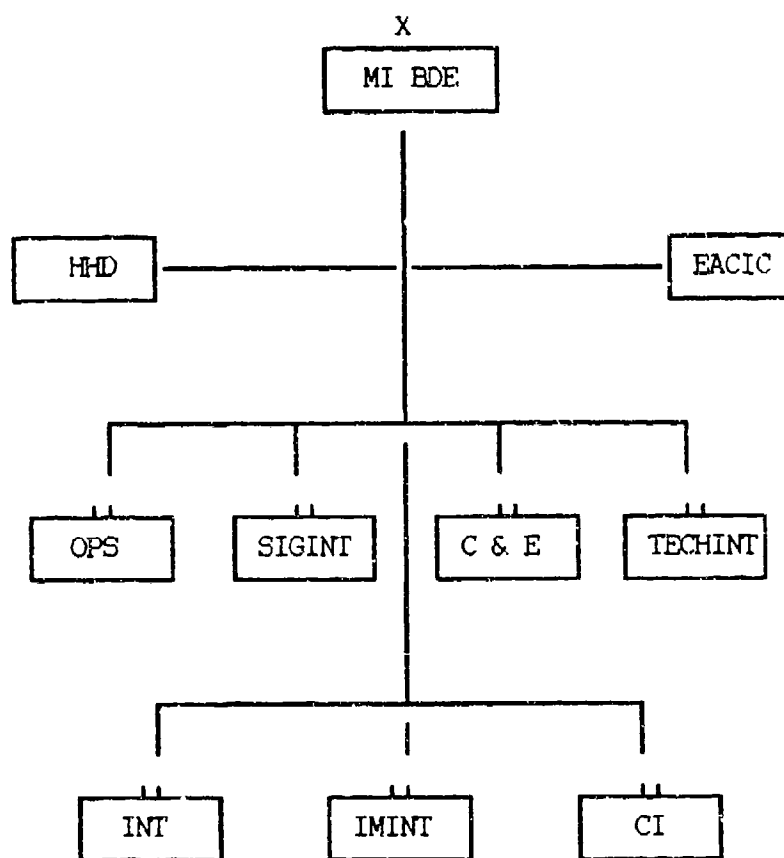 X
MI BDE
HHD
EACIC
OPS
SIGINT
C & E
TECHINT
INT
IMINT
CI